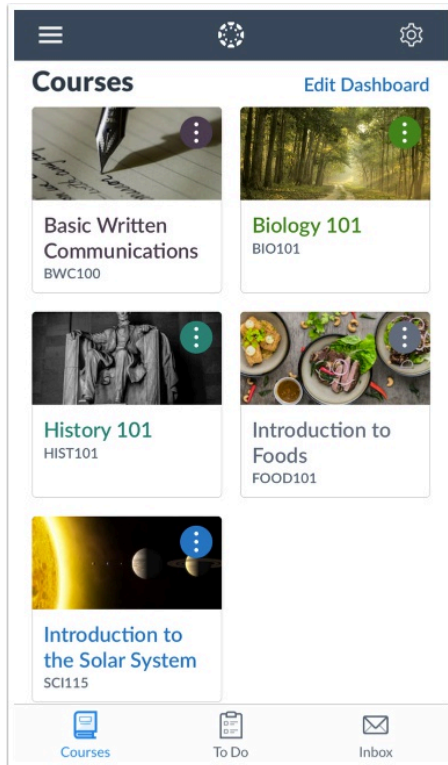 Courses
Edit Dashboard
Basic Written
Communications
BWC100
Biology 101
BIO101
History 101
HIST101
Introduction to
Foods
FOOD101
Introduction to
the Solar System
SCI115
Courses
To Do
Inbox